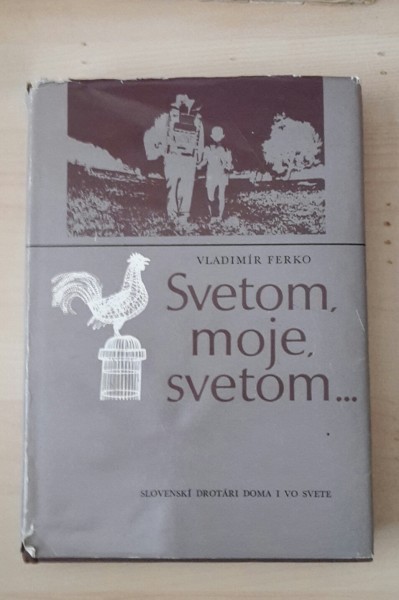 VLADIMÍR FERKO
Svetom,
moje,
svetom...
SLOVENSKÍ DROTÁRI DOMA I VO SVETE